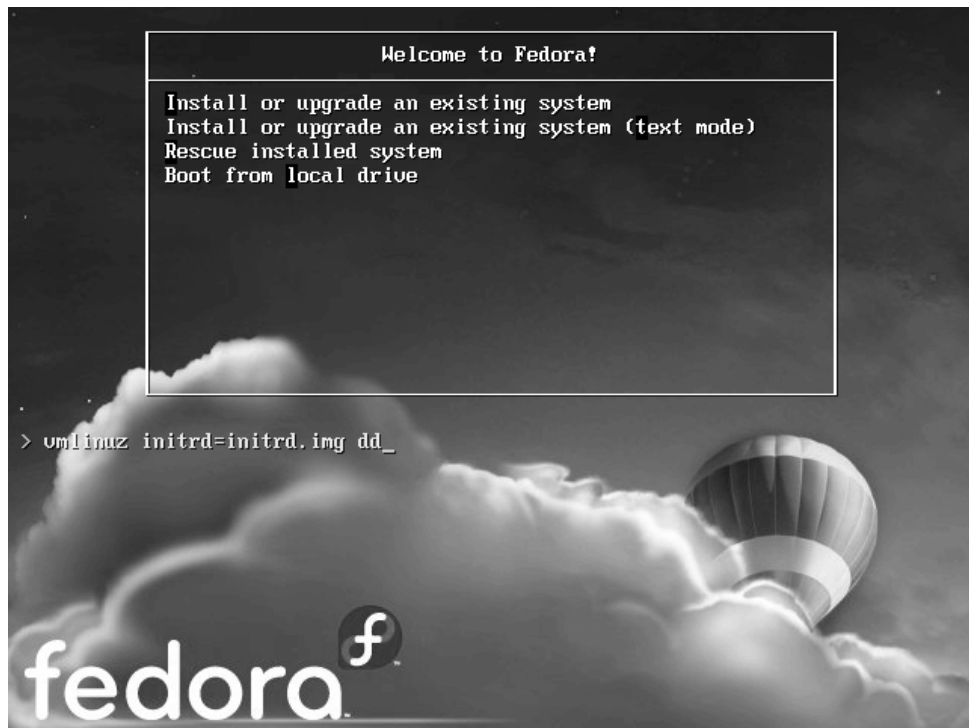 Welcome to Fedora!
Install or upgrade an existing system
Install or upgrade an existing system (text mode)
Rescue installed system
Boot from local drive
> vmlinuz initrd=initrd.img dd_
fedora